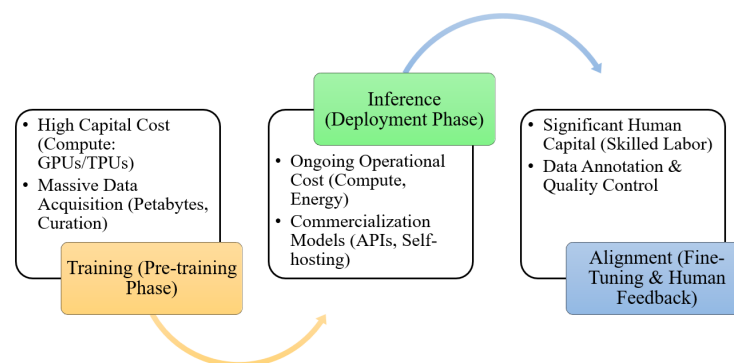 • High Capital Cost
(Compute:
GPUs/TPUs)
• Massive Data
Acquisition (Petabytes,
Curation)
Training (Pre-training
Phase)
Inference
(Deployment Phase)
• Ongoing Operational
Cost (Compute,
Energy)
• Commercialization
Models (APIs, Self-
hosting)
• Significant Human
Capital (Skilled Labor)
• Data Annotation &
Quality Control
Alignment (Fine-
Tuning & Human
Feedback)